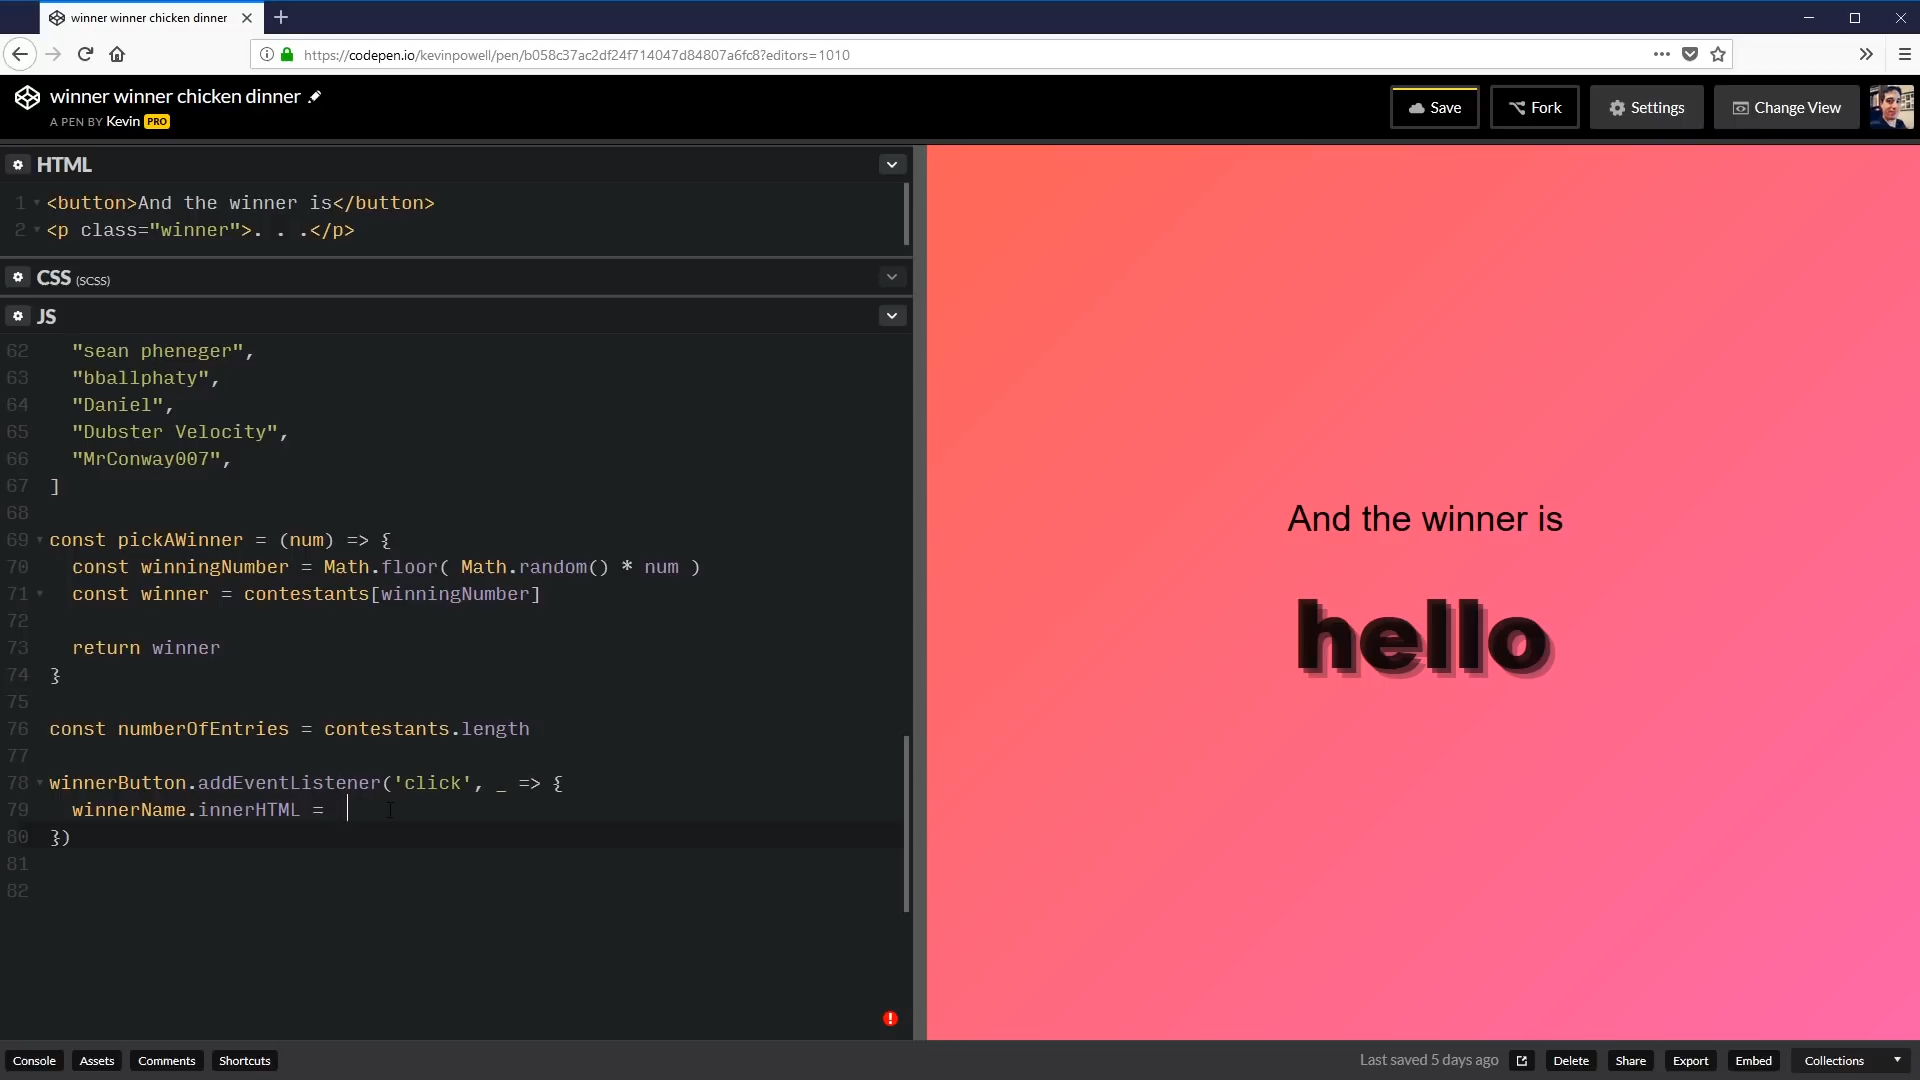 winner winner chicken dinner
https://codepen.io/kevinpowell/pen/b058c37ac2df24f714047d84807a6fc8?editors=1010
winner winner chicken dinner
A PEN BY Kevin PRO
Save
Fork
Settings
Change View
HTML
1 <button>And the winner is</button>
2 <p class="winner">. . .</p>
CSS (SCSS)
JS
62 "sean pheneger",
63 "bballphaty",
64 "Daniel",
65 "Dubster Velocity",
66 "MrConway007",
67 ]
68
69 const pickAWinner = (num) => {
70 const winningNumber = Math.floor( Math.random() * num )
71 const winner = contestants[winningNumber]
72
73 return winner
74 }
75
76 const numberOfEntries = contestants.length
77
78 winnerButton.addEventListener('click', _ => {
79 winnerName.innerHTML =
80 })
81
82
And the winner is
hello
Console
Assets
Comments
Shortcuts
Last saved 5 days ago
Delete
Share
Export
Embed
Collections